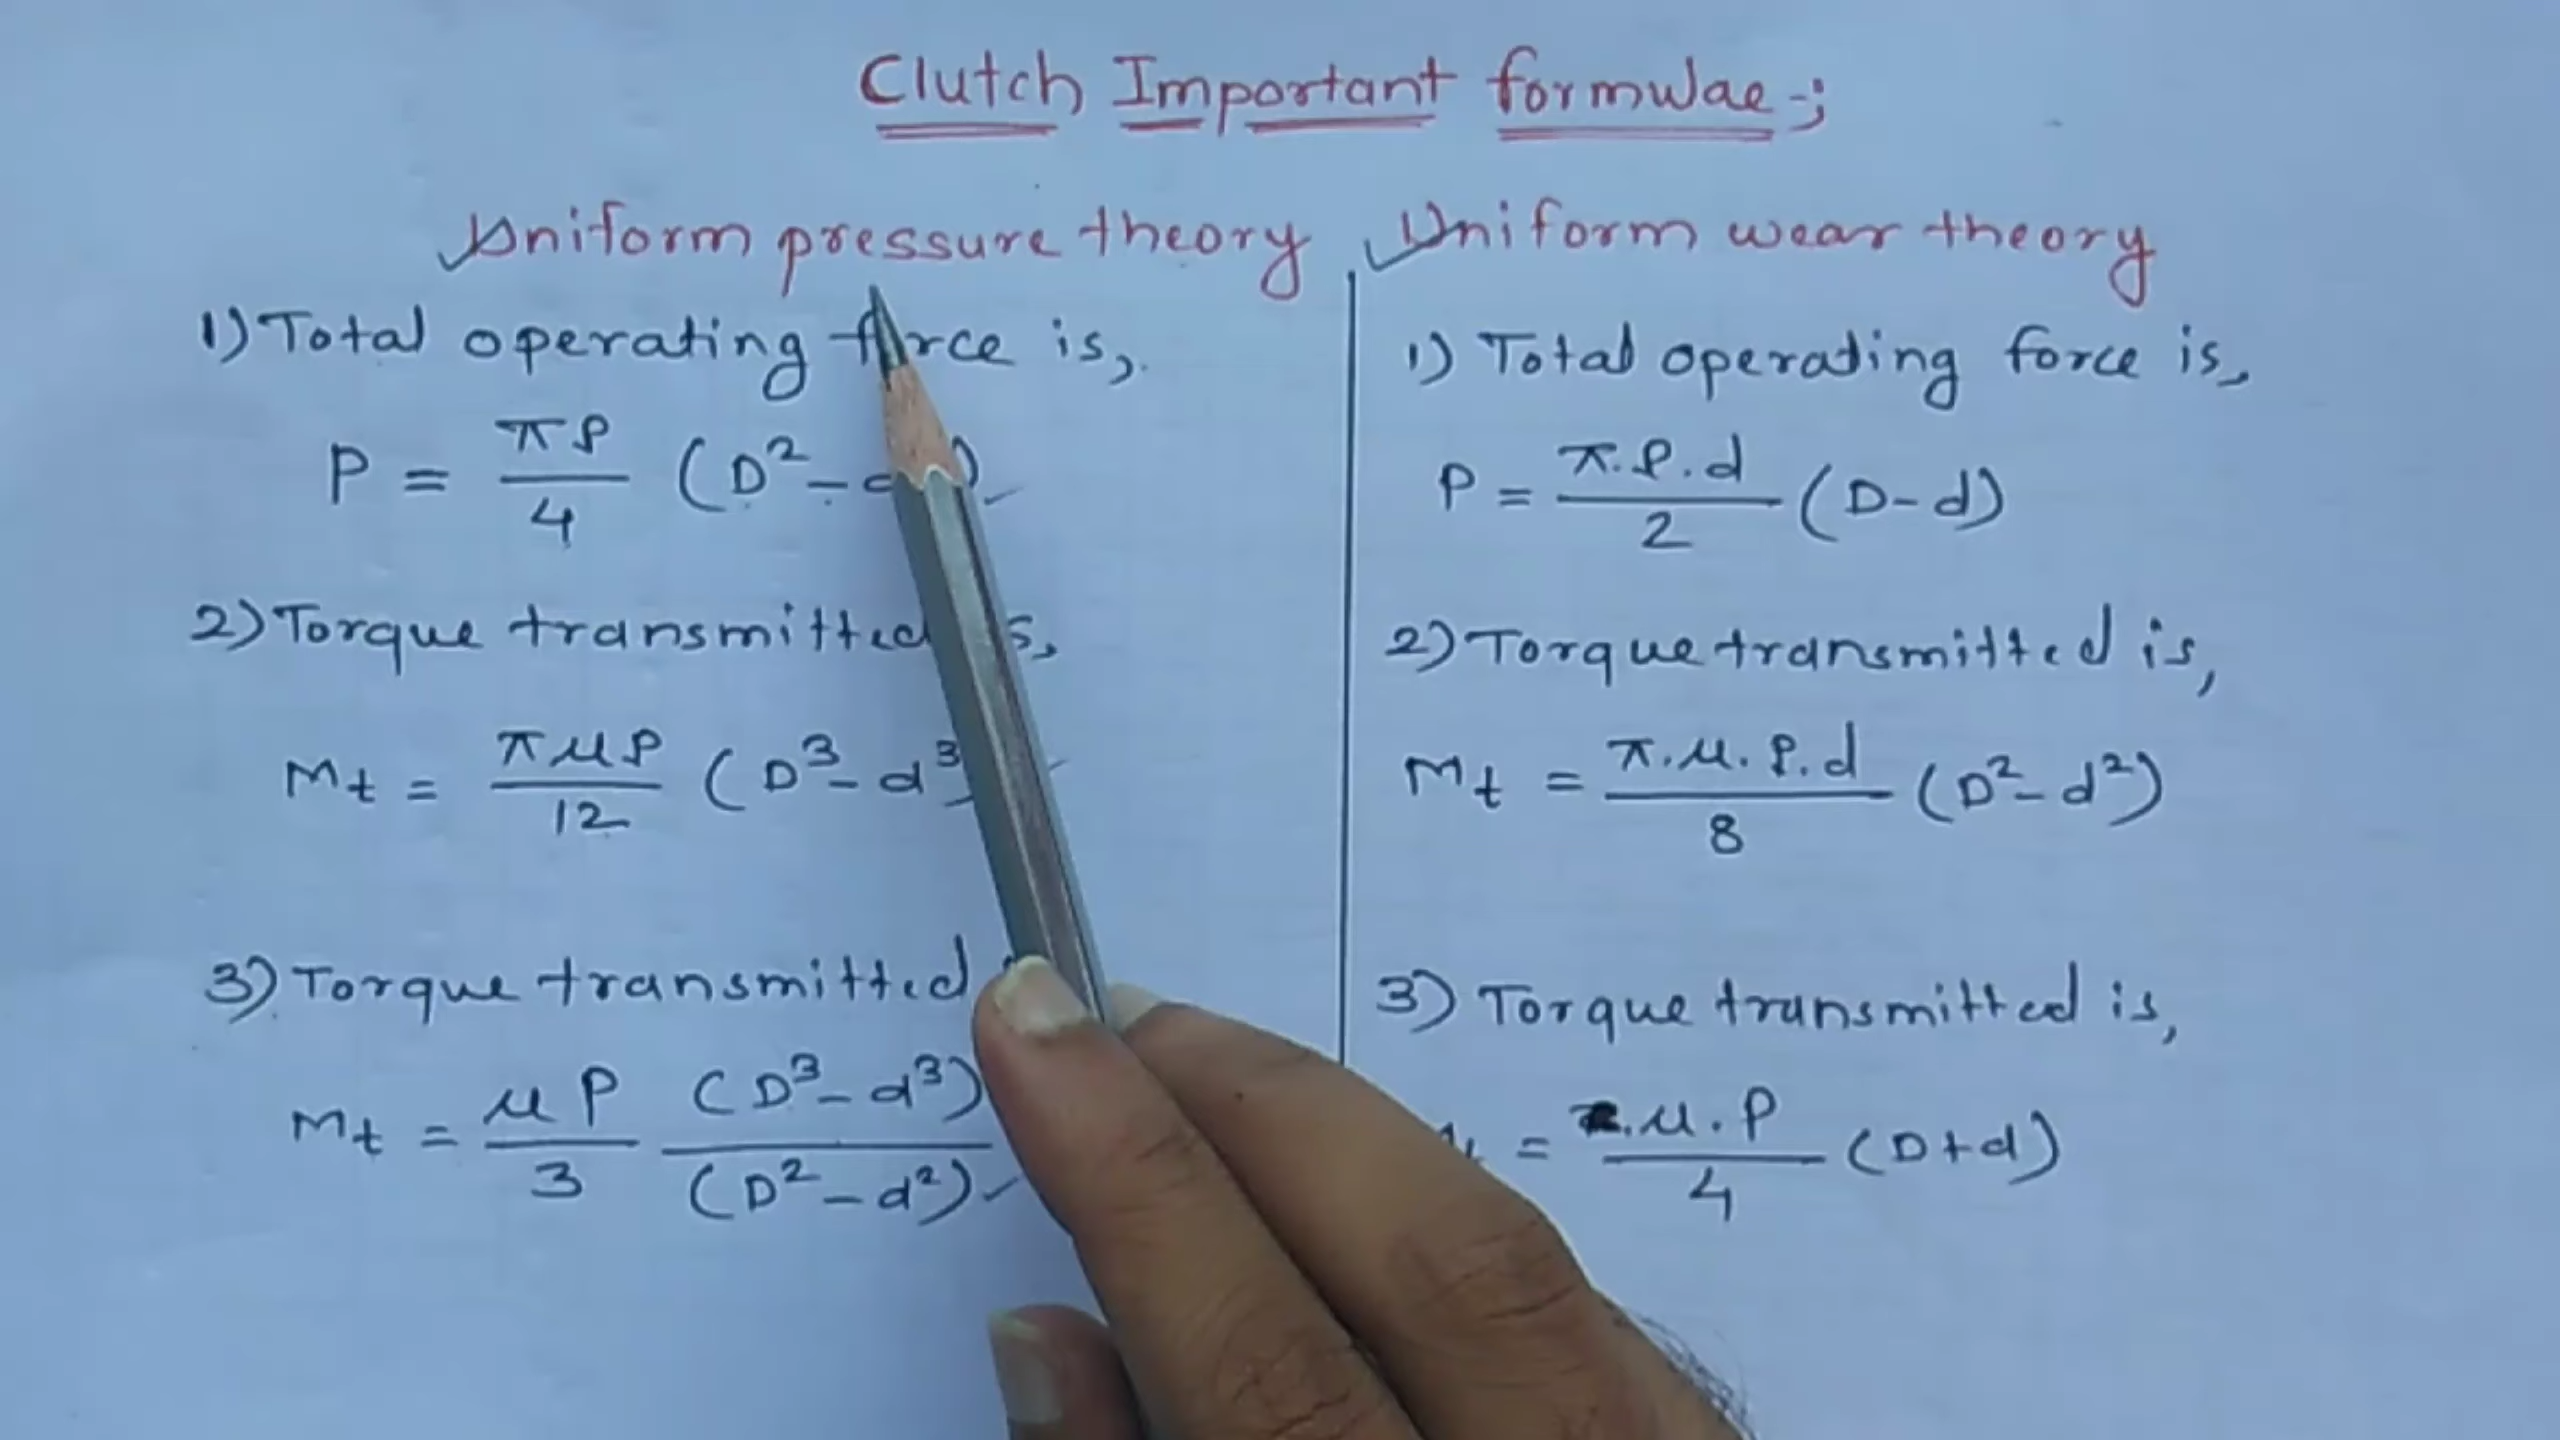 Clutch Important formulae-;
Uniform pressure theory
1) Total operating force is,
P = πp/4 (D² - )
2) Torque transmitted is,
Mt = πμp/12 (D³ - d³
3) Torque transmitted
Mt = μP/3 (D³ - d³)/(D² - d²)
Uniform wear theory
1) Total operating force is,
P = π.p.d/2 (D - d)
2) Torque transmitted is,
Mt = π.μ.p.d/8 (D² - d²)
3) Torque transmitted is,
= .μ.P/4 (D + d)